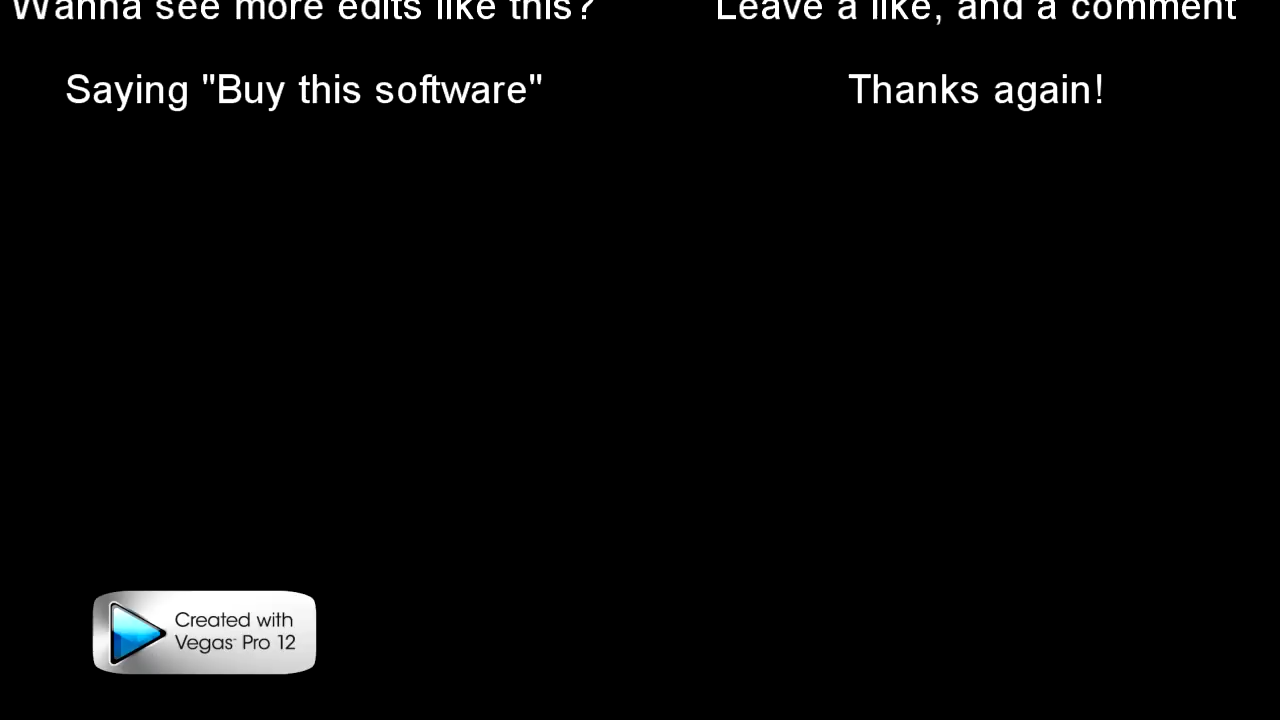 Wanna see more edits like this? Leave a like, and a comment
Saying "Buy this software" Thanks again!
Created with
Vegas™ Pro 12